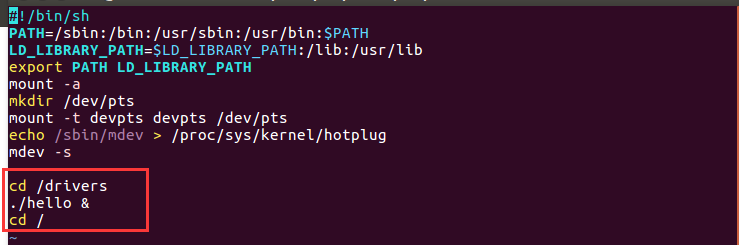 #!/bin/sh
PATH=/sbin:/bin:/usr/sbin:/usr/bin:$PATH
LD_LIBRARY_PATH=$LD_LIBRARY_PATH:/lib:/usr/lib
export PATH LD_LIBRARY_PATH
mount -a
mkdir /dev/pts
mount -t devpts devpts /dev/pts
echo /sbin/mdev > /proc/sys/kernel/hotplug
mdev -s
cd /drivers
./hello &
cd /
~